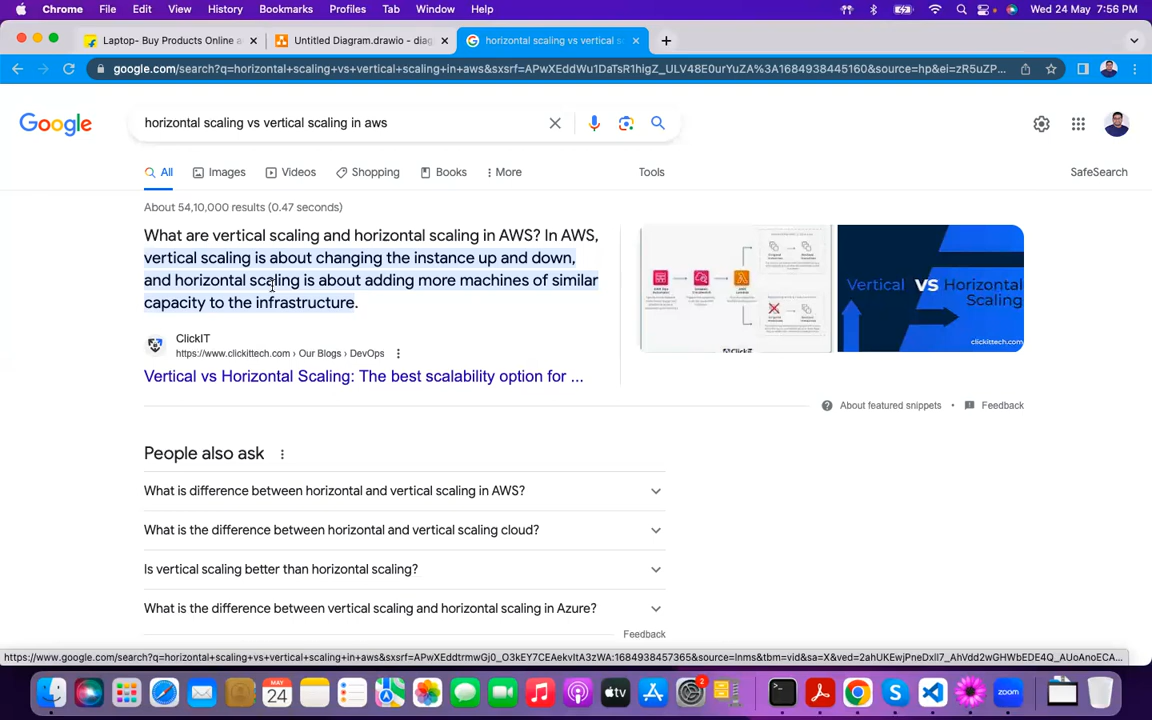 Chrome File Edit View History Bookmarks Profiles Tab Window Help Wed 24 May 7:56 PM
Laptop- Buy Products Online a
Untitled Diagram.drawio - diag
horizontal scaling vs vertical s
google.com/search?q=horizontal+scaling+vs+vertical+scaling+in+aws&sxsrf=APwXEddWu1DaTsR1higZ_ULV48E0urYuZA%3A1684938445160&source=hp&ei=zR5uZP...
Google
horizontal scaling vs vertical scaling in aws
All Images Videos Shopping Books More Tools SafeSearch
About 54,10,000 results (0.47 seconds)
What are vertical scaling and horizontal scaling in AWS? In AWS,
vertical scaling is about changing the instance up and down,
and horizontal scaling is about adding more machines of similar
capacity to the infrastructure.
Vertical VS Horizontal
Scaling
clickittech.com
ClickIT
ClickIT
https://www.clickittech.com › Our Blogs › DevOps
Vertical vs Horizontal Scaling: The best scalability option for ...
About featured snippets • Feedback
People also ask
What is difference between horizontal and vertical scaling in AWS?
What is the difference between horizontal and vertical scaling cloud?
Is vertical scaling better than horizontal scaling?
What is the difference between vertical scaling and horizontal scaling in Azure?
Feedback
https://www.google.com/search?q=horizontal+scaling+vs+vertical+scaling+in+aws&sxsrf=APwXEddtrmwGj0_O3kEY7CEAekvItA3zWA:1684938457365&source=lnms&tbm=vid&sa=X&ved=2ahUKEwjPneDxlI7_AhVdd2wGHWbEDE4Q_AUoAnoECA...
MAY
24
tv
2
zoom